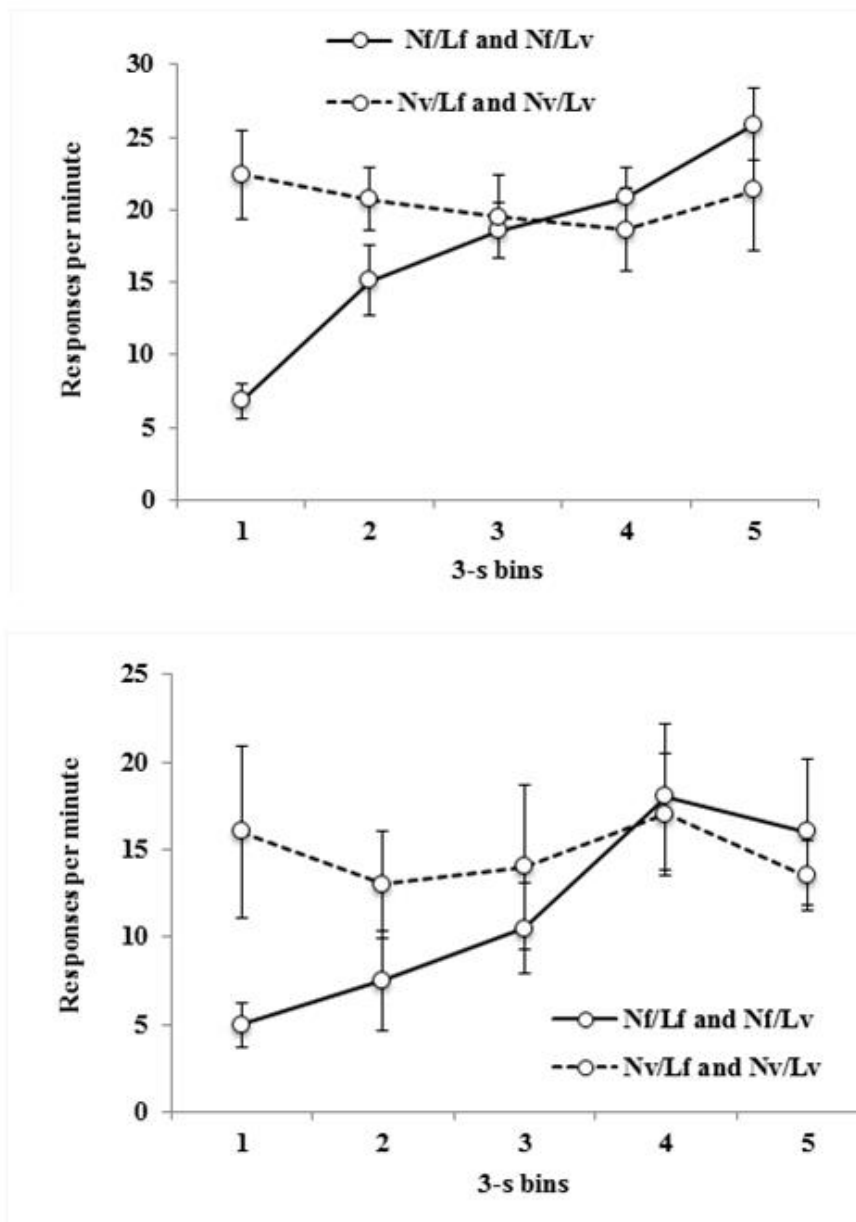 Nf/Lf and Nf/Lv
Nv/Lf and Nv/Lv
30
25
20
15
10
5
0
Responses per minute
1 2 3 4 5
3-s bins
25
20
15
10
5
0
Responses per minute
Nf/Lf and Nf/Lv
Nv/Lf and Nv/Lv
1 2 3 4 5
3-s bins